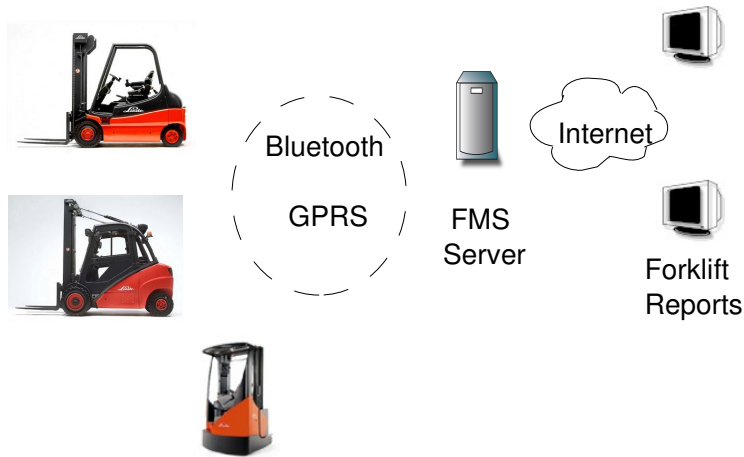 Bluetooth
GPRS
FMS
Server
Internet
Forklift
Reports